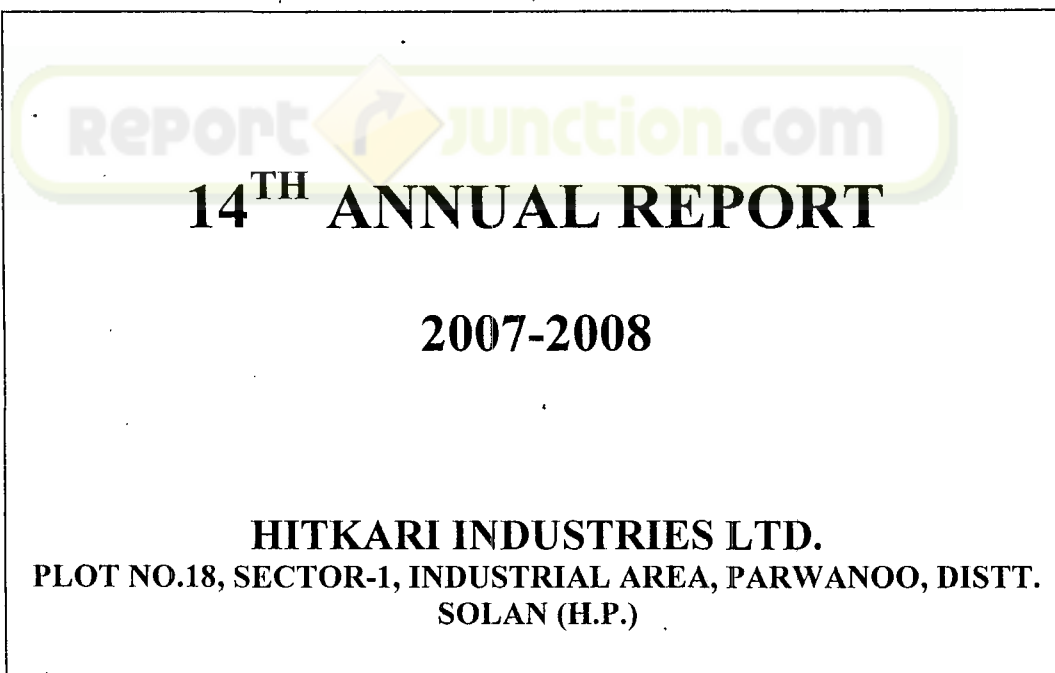 Report Junction.com
14TH ANNUAL REPORT
2007-2008
HITKARI INDUSTRIES LTD.
PLOT NO.18, SECTOR-1, INDUSTRIAL AREA, PARWANOO, DISTT.
SOLAN (H.P.)